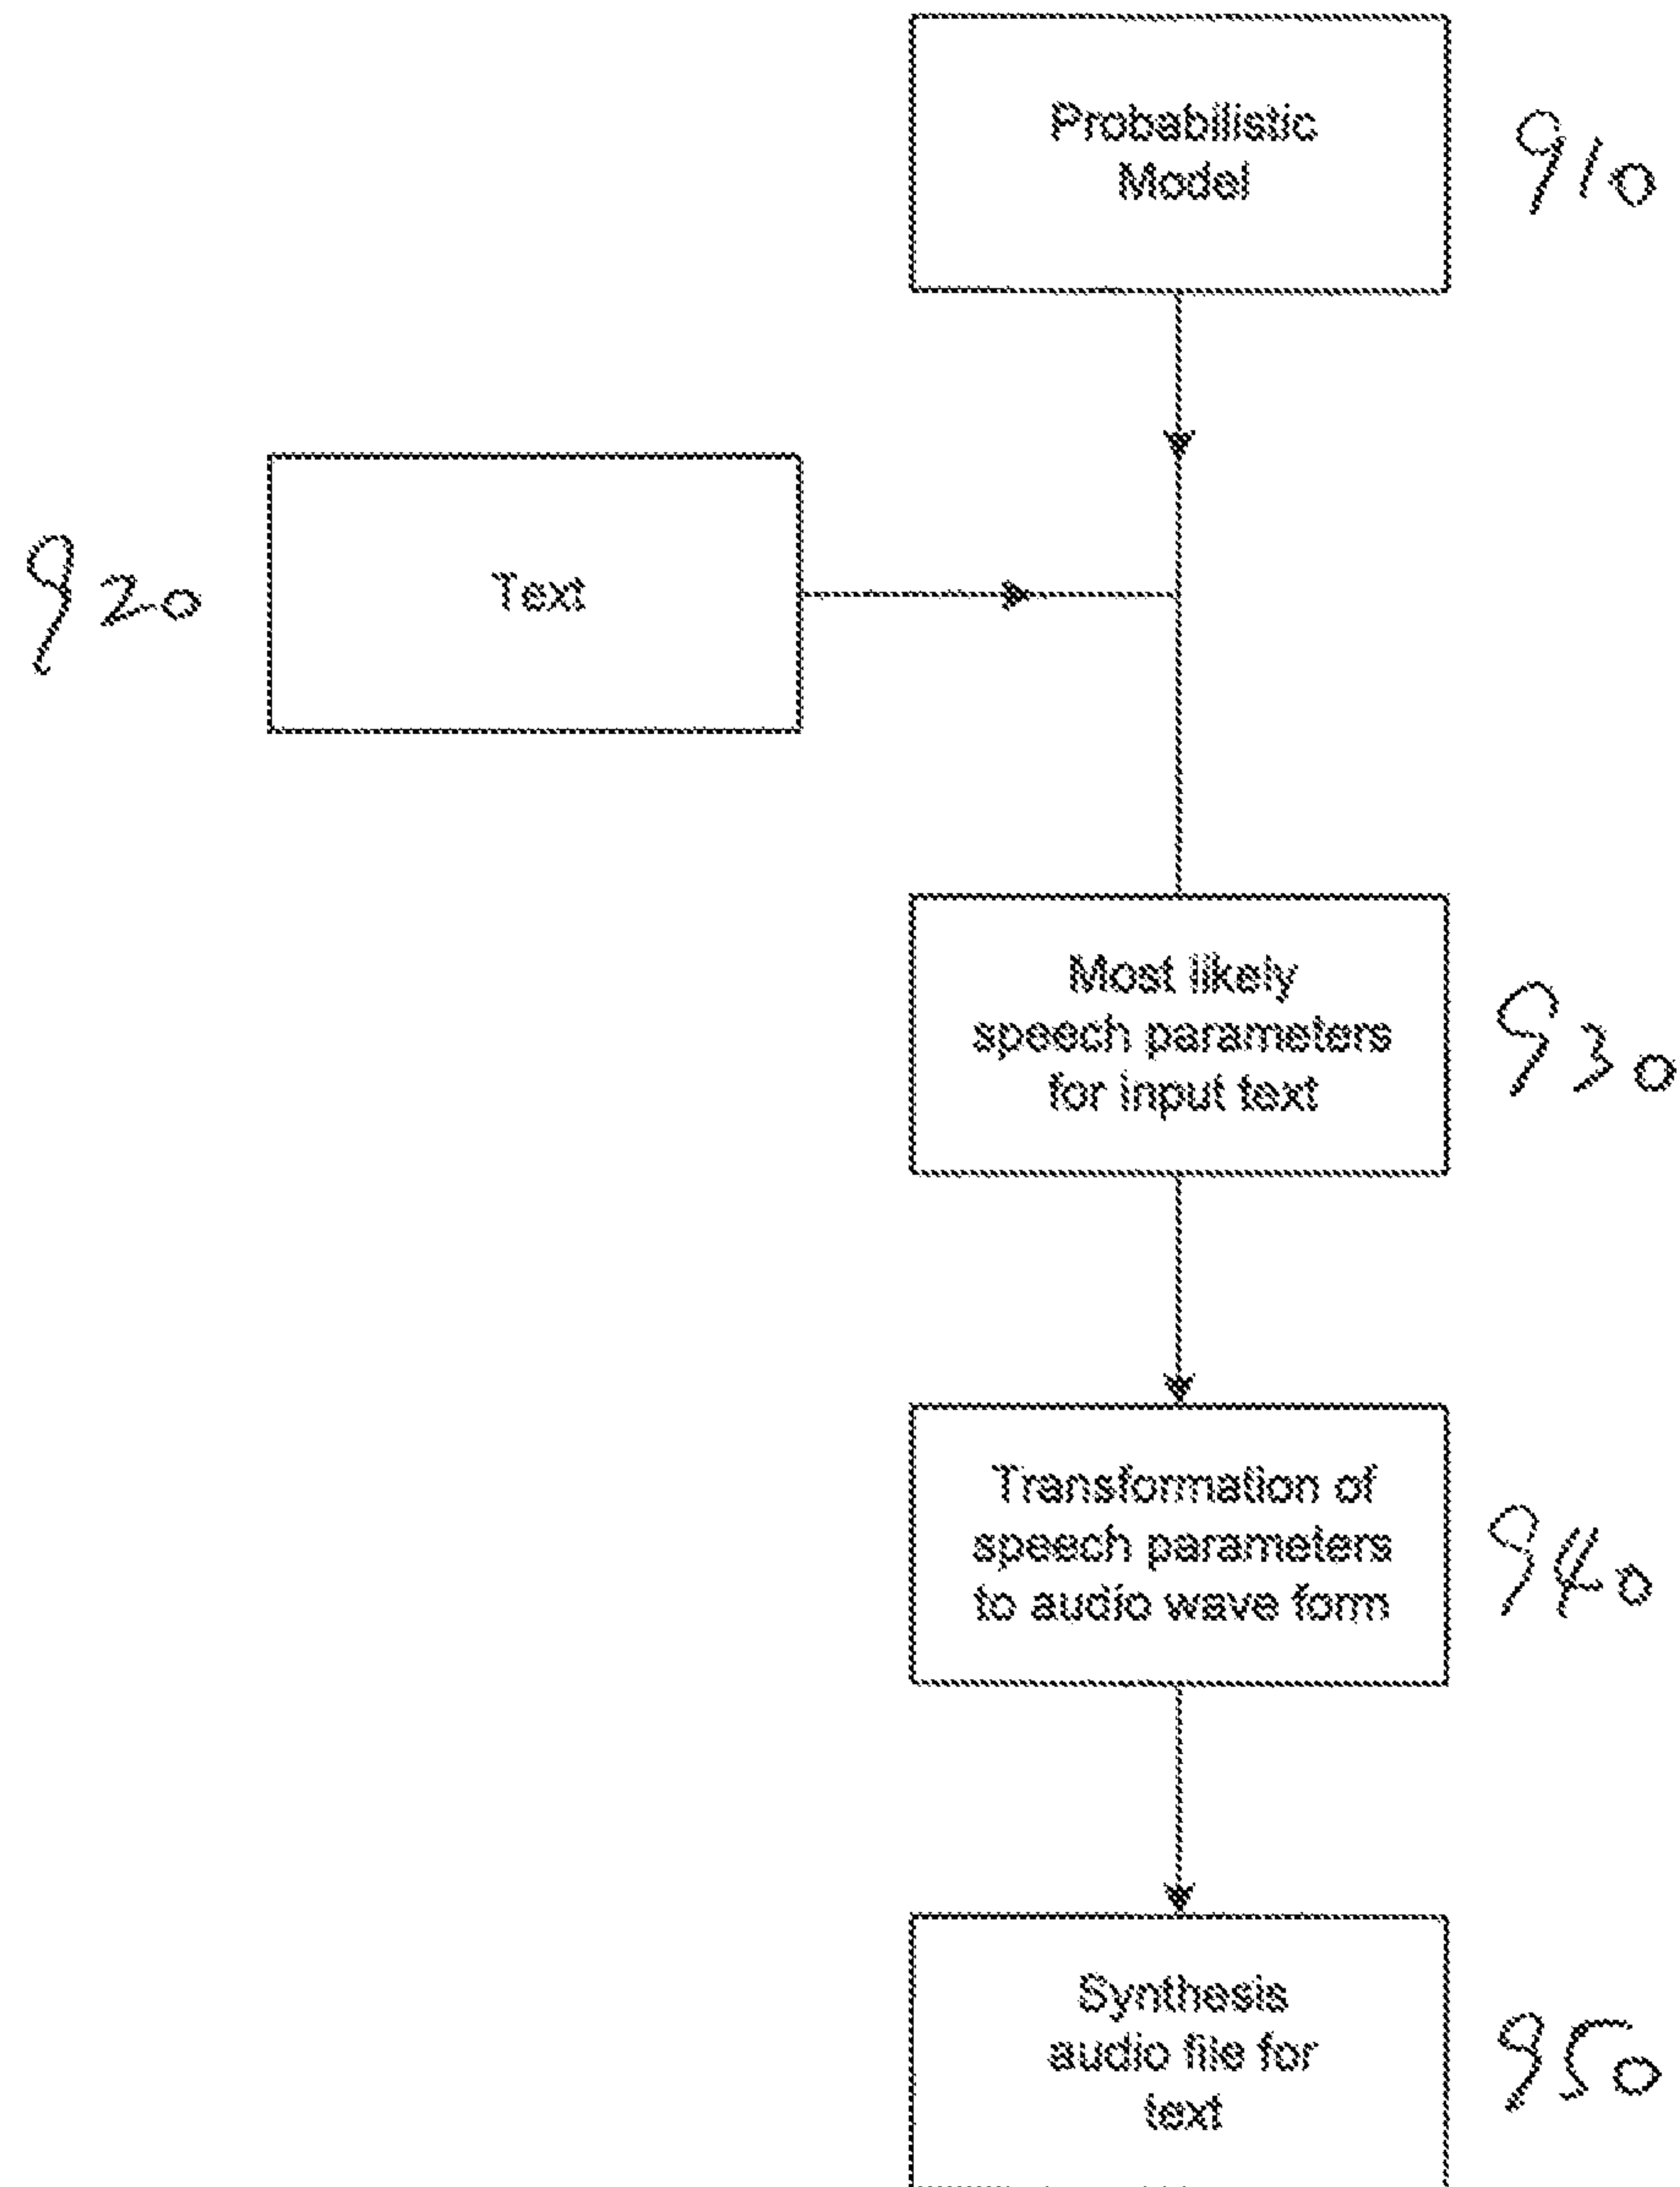 Probabilistic
Model
910
Text
920
Most likely
speech parameters
for input text
930
Transformation of
speech parameters
to audio wave form
940
Synthesis
audio file for
text
950